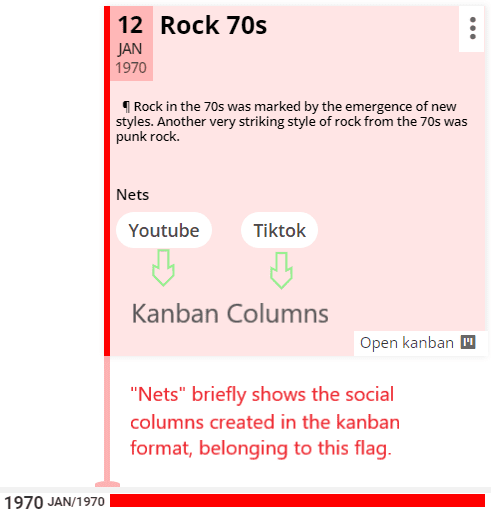 12
JAN
1970
Rock 70s
¶ Rock in the 70s was marked by the emergence of new
styles. Another very striking style of rock from the 70s was
punk rock.
Nets
Youtube
Tiktok
Kanban Columns
Open kanban
"Nets" briefly shows the social
columns created in the kanban
format, belonging to this flag.
1970 JAN/1970